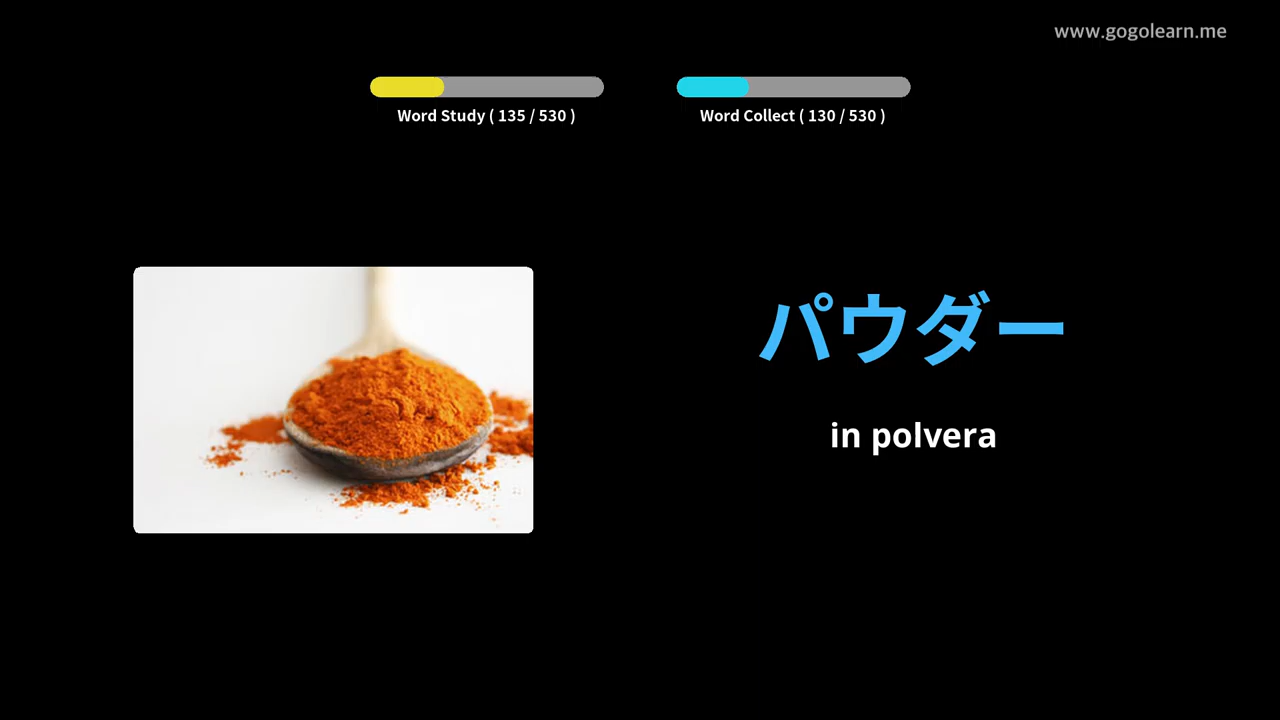 www.gogolearn.me
Word Study ( 135 / 530 )
Word Collect ( 130 / 530 )
パウダー
in polvera